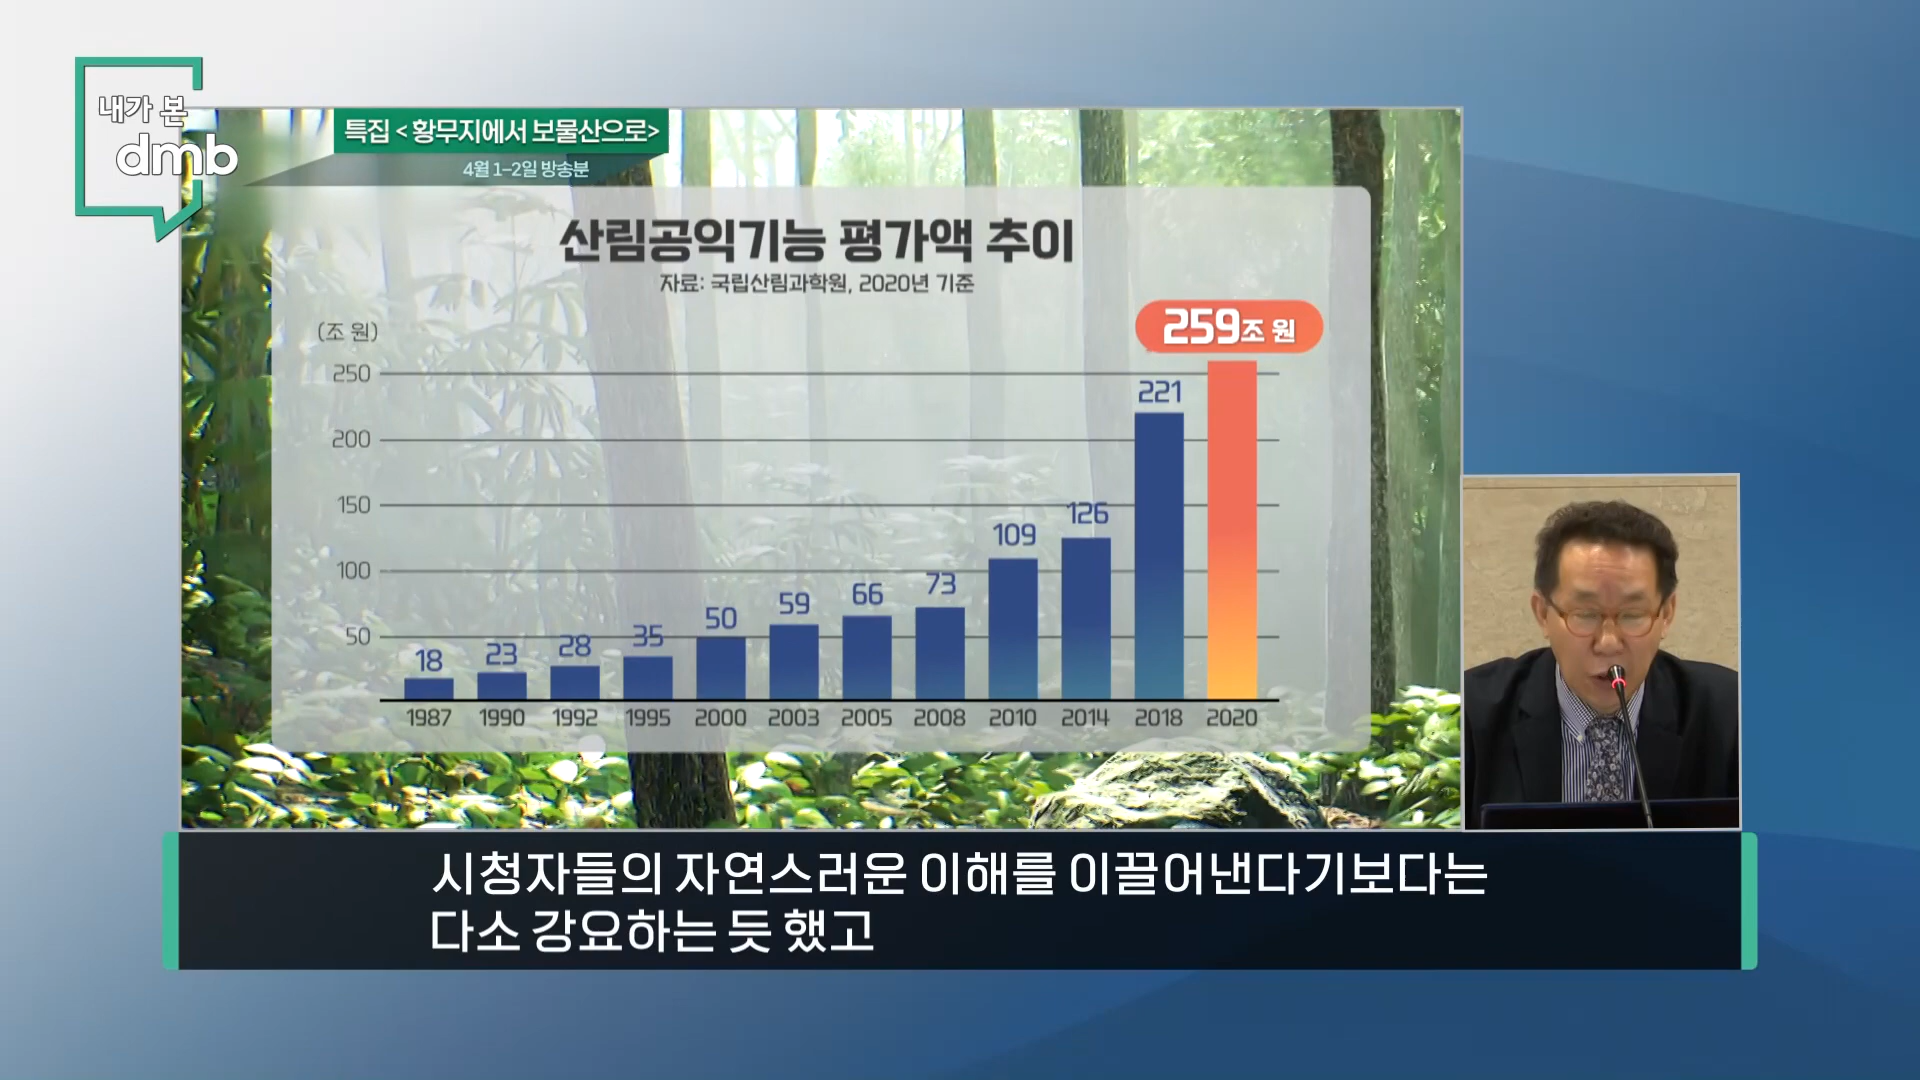 내가 본
dmb
특집 < 황무지에서 보물산으로>
4월 1-2일 방송분
산림공익기능 평가액 추이
자료: 국립산림과학원, 2020년 기준
(조 원)
259조 원
250
221
200
150
126
109
100
73
66
59
50
50
35
28
23
18
1987 1990 1992 1995 2000 2003 2005 2008 2010 2014 2018 2020
시청자들의 자연스러운 이해를 이끌어낸다기보다는
다소 강요하는 듯 했고